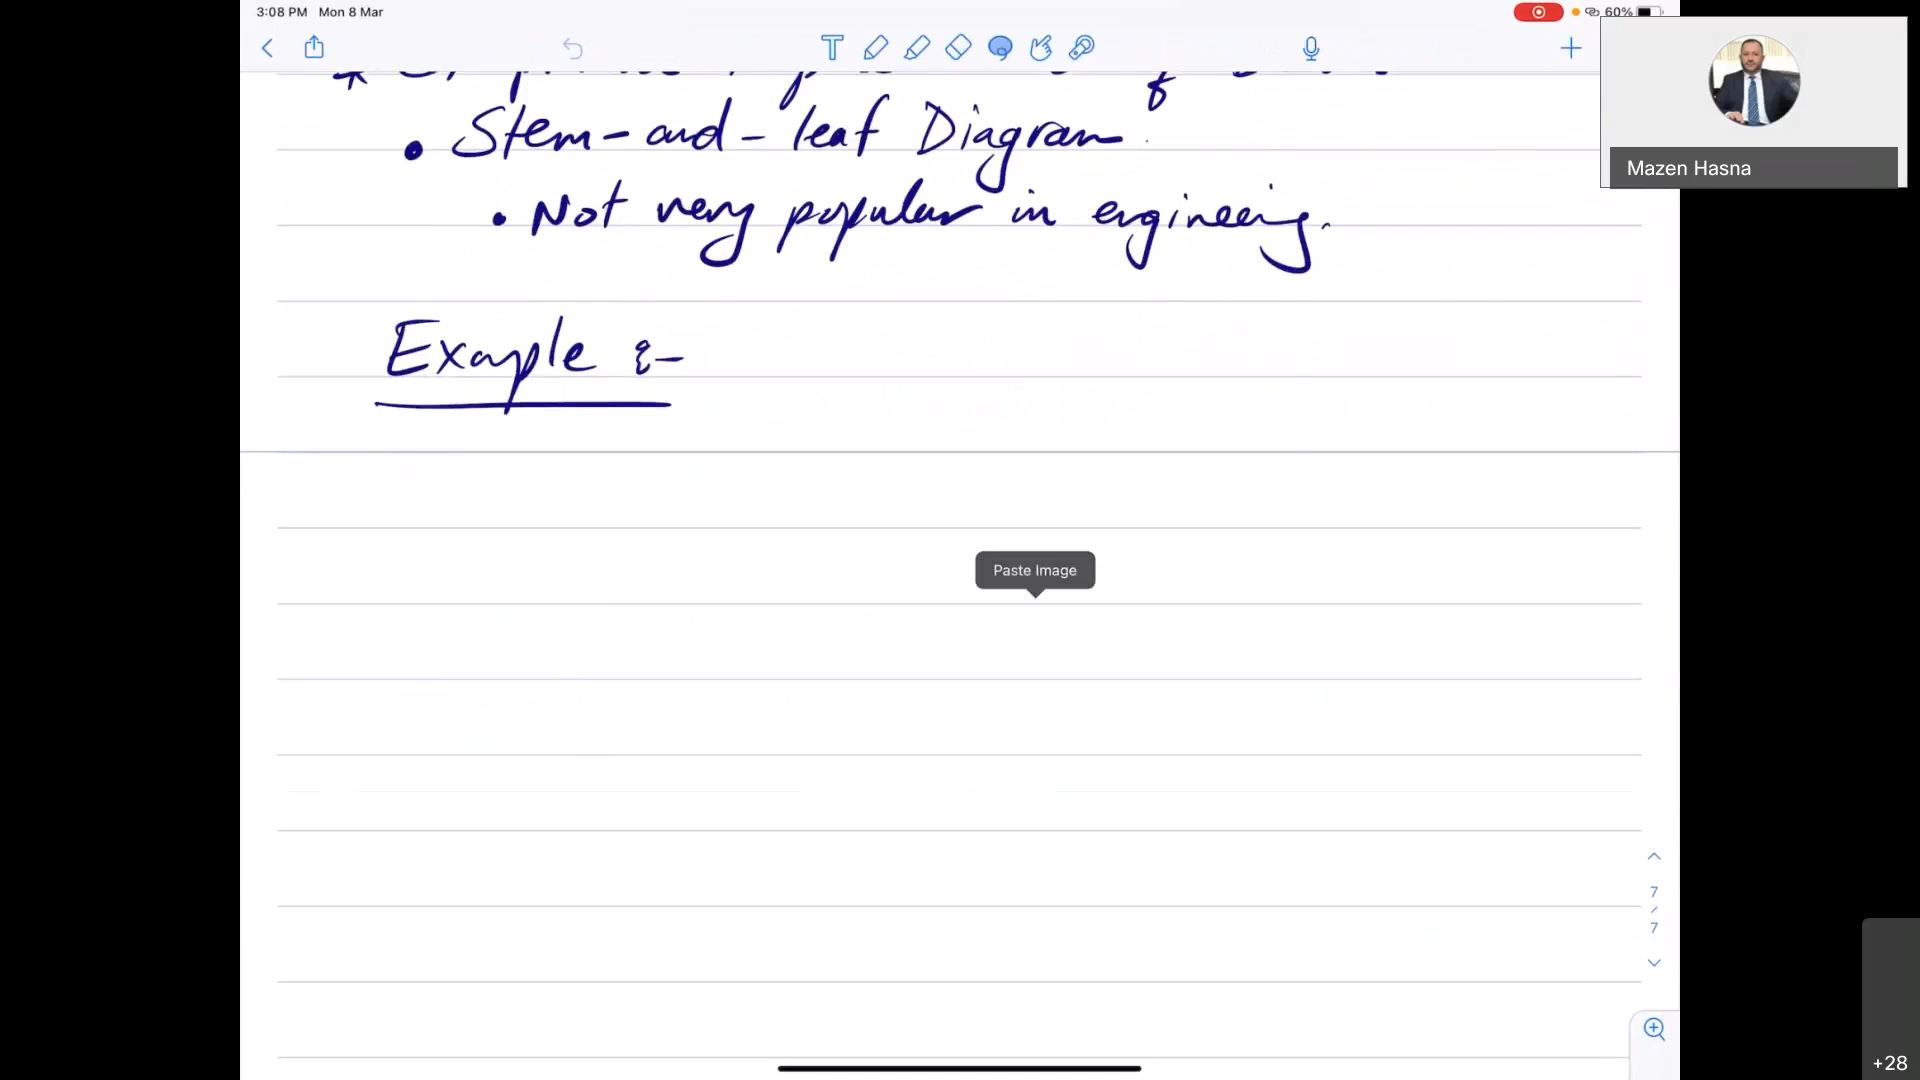 3:08 PM Mon 8 Mar
60%
Mazen Hasna
• Stem-and-leaf Diagram
• Not very popular in engineering.
Example :-
Paste Image
7
/
7
+28